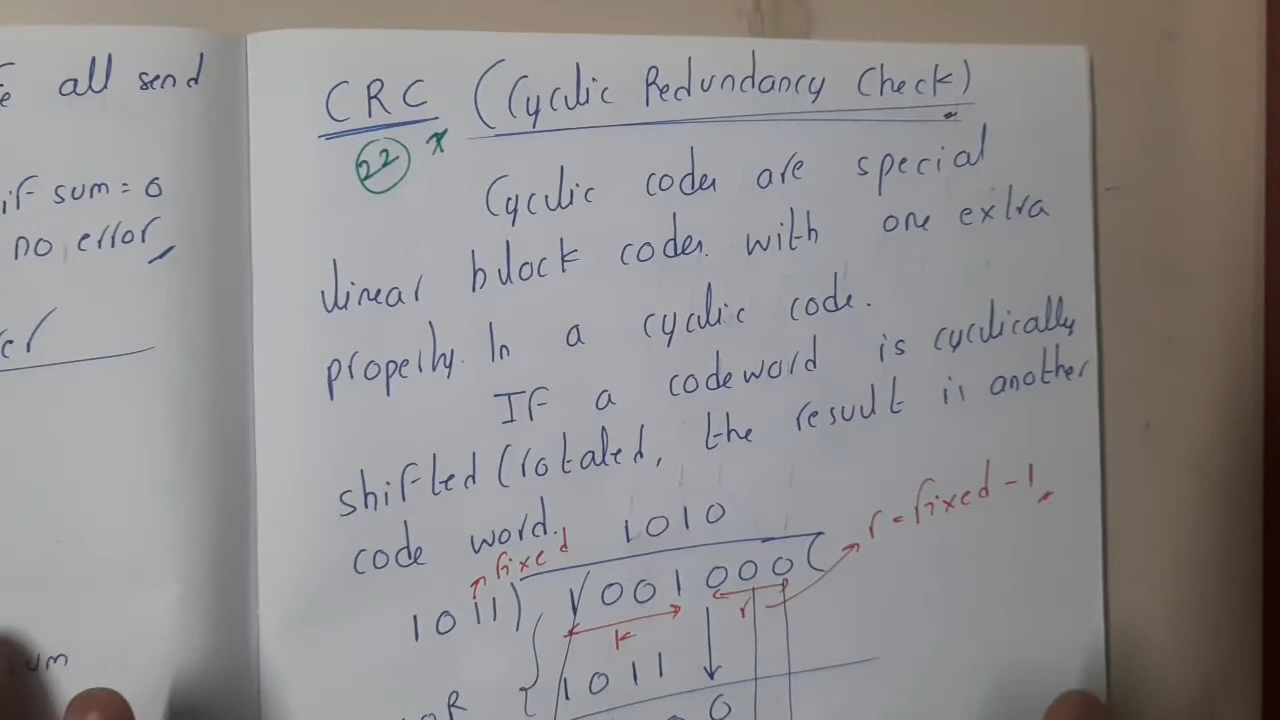 all send
if sum = 0
no error
CRC (Cyclic Redundancy Check)
22 *
Cyclic codes are special
linear block codes. with one extra
property. In a cyclic code.
IF a codeword is cyclically
shifted (rotated, the result is another
code word.
fixed
1010
r = fixed - 1
1011) 1001 000 (
k
r
1011
0